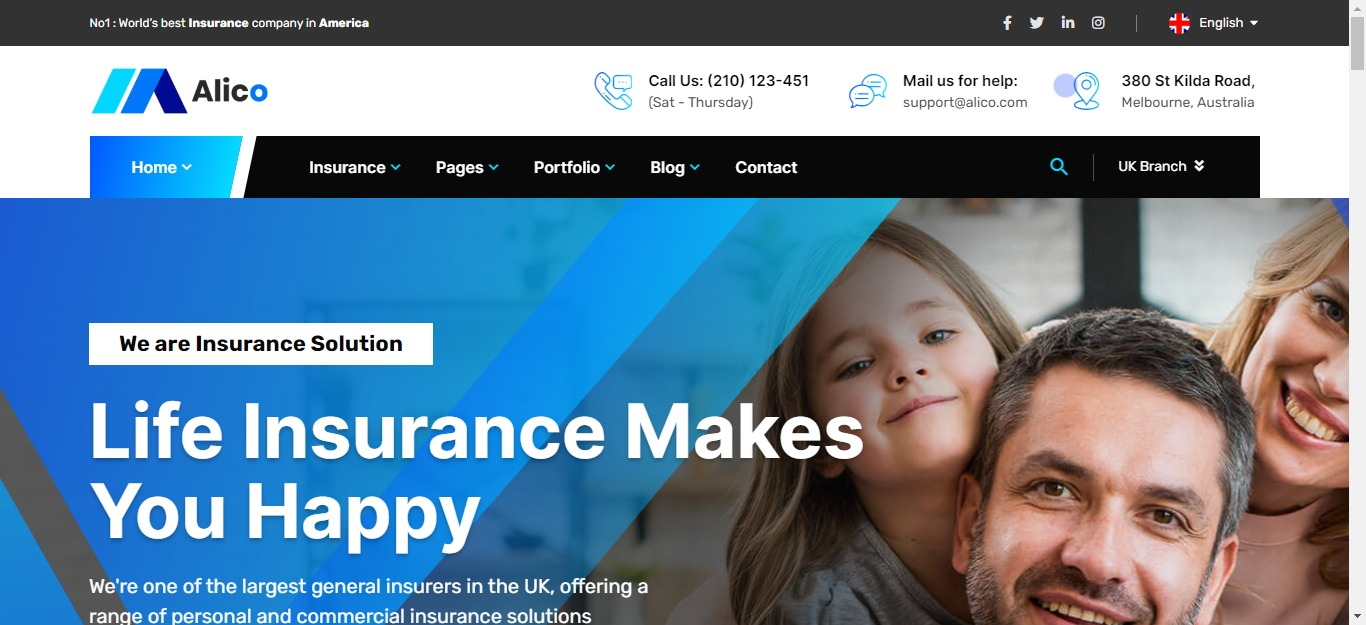 No1 : World's best Insurance company in America
English
Alico
Call Us: (210) 123-451
(Sat - Thursday)
Mail us for help:
support@alico.com
380 St Kilda Road,
Melbourne, Australia
Home
Insurance
Pages
Portfolio
Blog
Contact
UK Branch
We are Insurance Solution
Life Insurance Makes
You Happy
We're one of the largest general insurers in the UK, offering a
range of personal and commercial insurance solutions